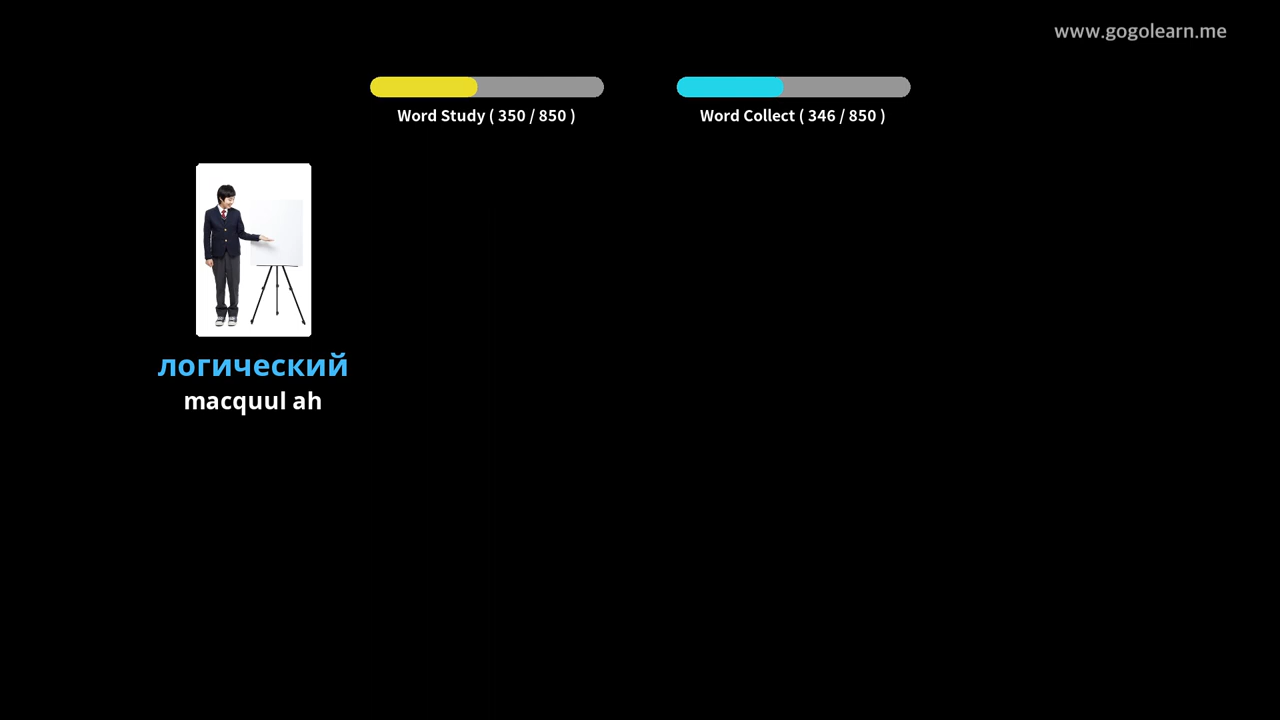 www.gogolearn.me
Word Study ( 350 / 850 )
Word Collect ( 346 / 850 )
логический
macquul ah